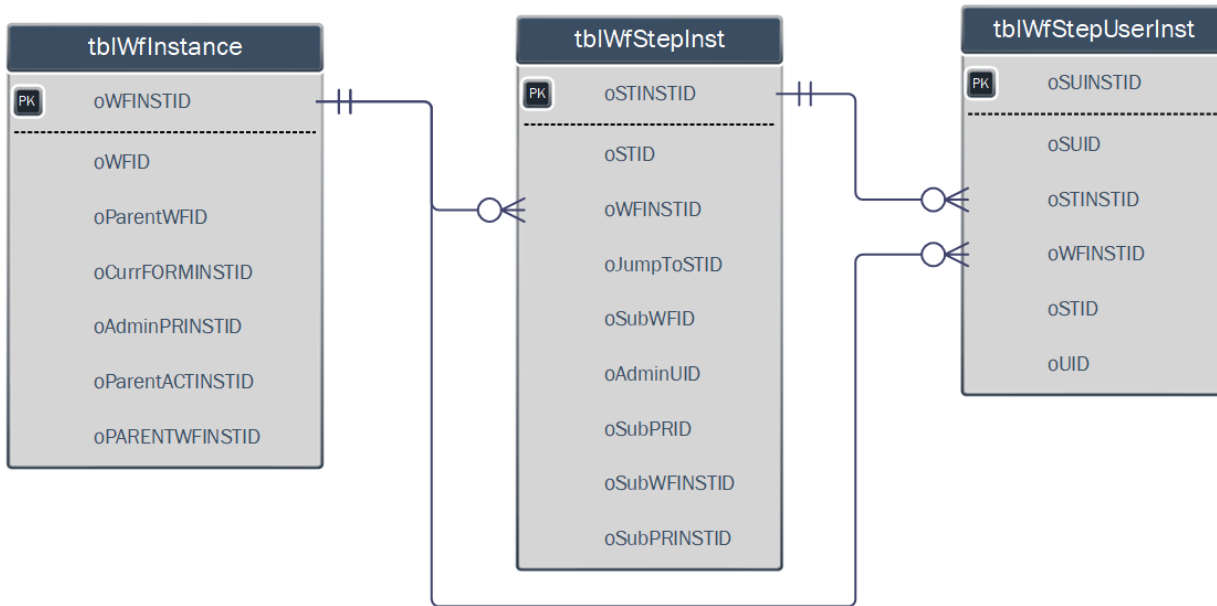 tblWfInstance
PK
oWFINSTID
oWFID
oParentWFID
oCurrFORMINSTID
oAdminPRINSTID
oParentACTINSTID
oPARENTWFINSTID
tblWfStepInst
PK
oSTINSTID
oSTID
oWFINSTID
oJumpToSTID
oSubWFID
oAdminUID
oSubPRID
oSubWFINSTID
oSubPRINSTID
tblWfStepUserInst
PK
oSUINSTID
oSUID
oSTINSTID
oWFINSTID
oSTID
oUID